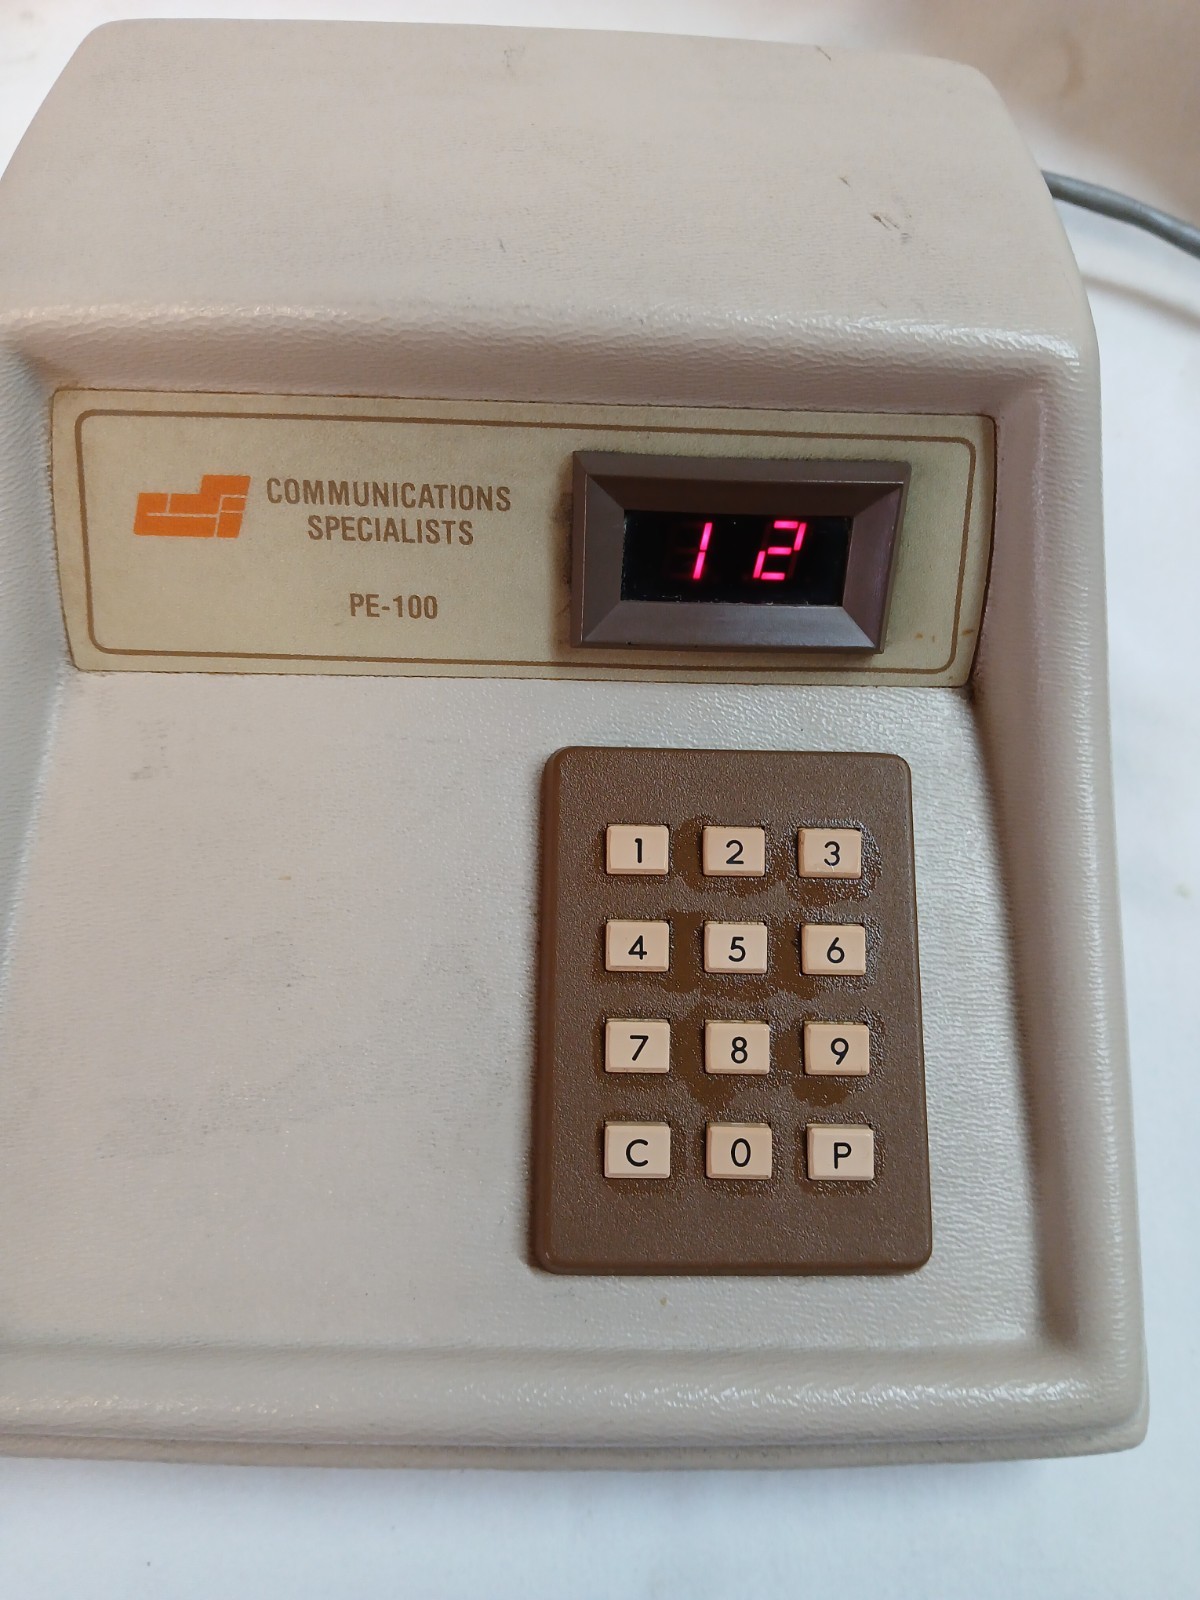 COMMUNICATIONS
SPECIALISTS
PE-100
12
1 2 3
4 5 6
7 8 9
C 0 P